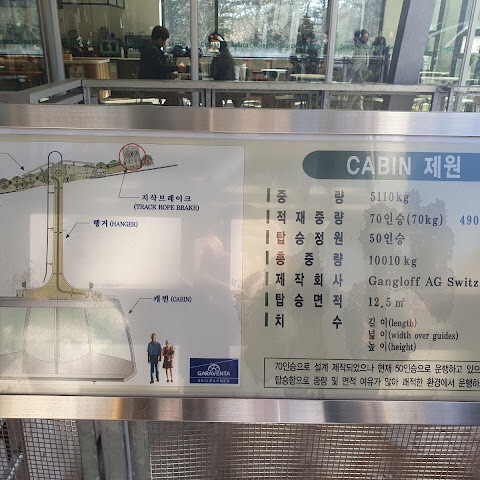 지삭브레이크
(TRACK ROPE BRAKE)
행거(HANGER)
캐빈(CABIN)
GARAVENTA
SEILBAHNEN
CABIN 제원
중 량 5110kg
적재중량 70인승(70kg) 490
탑승정원 50인승
총 중 량 10010kg
제작회사 Gangloff AG Switz
탑승면적 12.5㎡
치 수 길이(length)
넓이(width over guides)
높이(height)
70인승으로 설계 제작되었으나 현재 50인승으로 운행하고 있으
탑승함으로 중량 및 면적 여유가 많아 쾌적한 환경에서 운행하